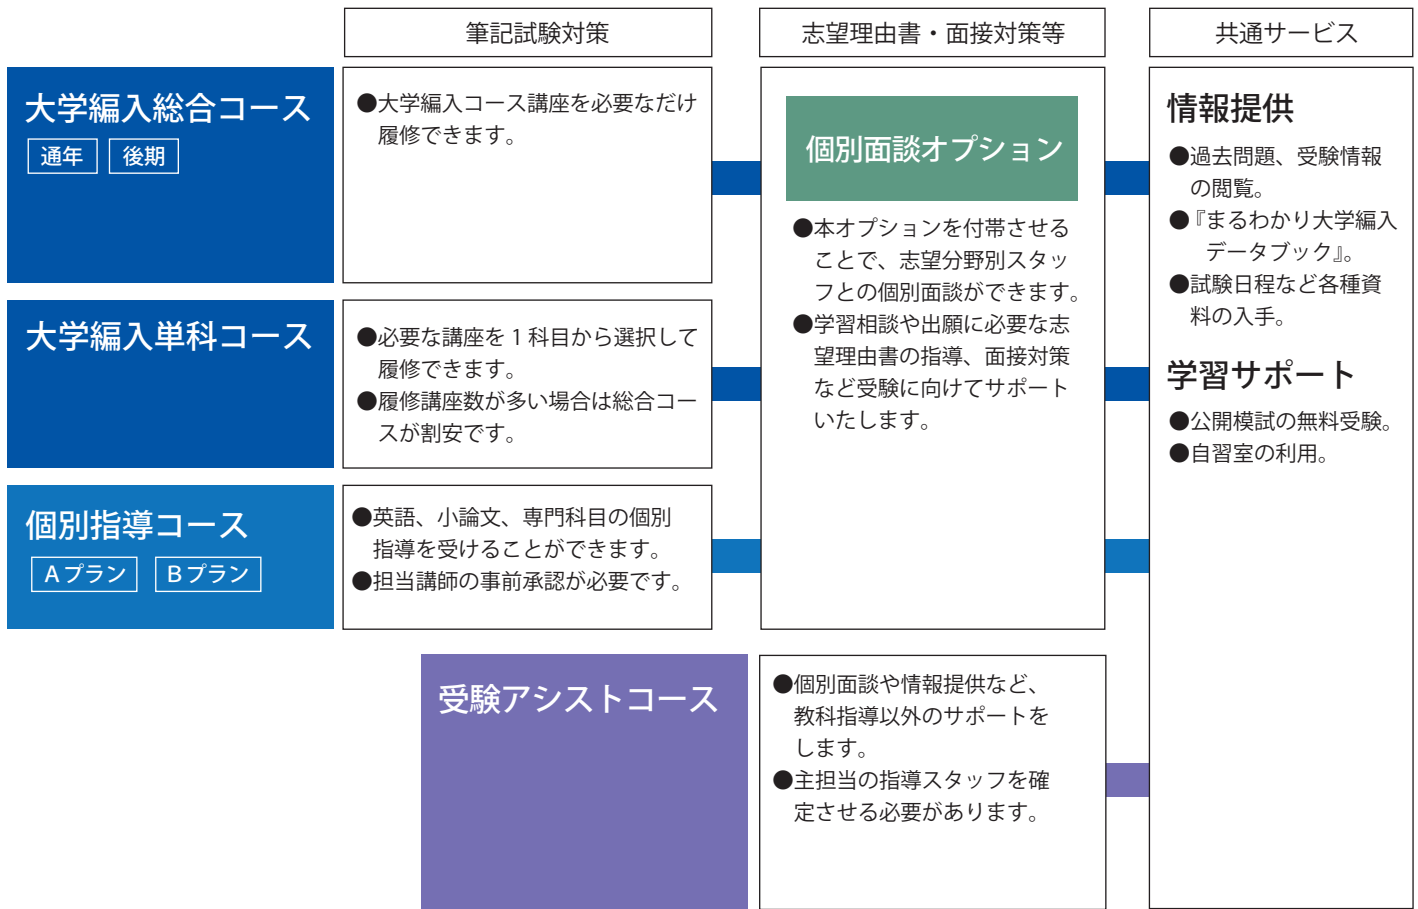 筆記試験対策
志望理由書・面接対策等
共通サービス
大学編入総合コース
通年
後期
●大学編入コース講座を必要なだけ
履修できます。
大学編入単科コース
●必要な講座を１科目から選択して
履修できます。
●履修講座数が多い場合は総合コー
スが割安です。
個別指導コース
Aプラン
Bプラン
●英語、小論文、専門科目の個別
指導を受けることができます。
●担当講師の事前承認が必要です。
個別面談オプション
●本オプションを付帯させる
ことで、志望分野別スタッ
フとの個別面談ができます。
●学習相談や出願に必要な志
望理由書の指導、面接対策
など受験に向けてサポート
いたします。
受験アシストコース
●個別面談や情報提供など、
教科指導以外のサポートを
します。
●主担当の指導スタッフを確
定させる必要があります。
情報提供
●過去問題、受験情報
の閲覧。
●『まるわかり大学編入
データブック』。
●試験日程など各種資
料の入手。
学習サポート
●公開模試の無料受験。
●自習室の利用。